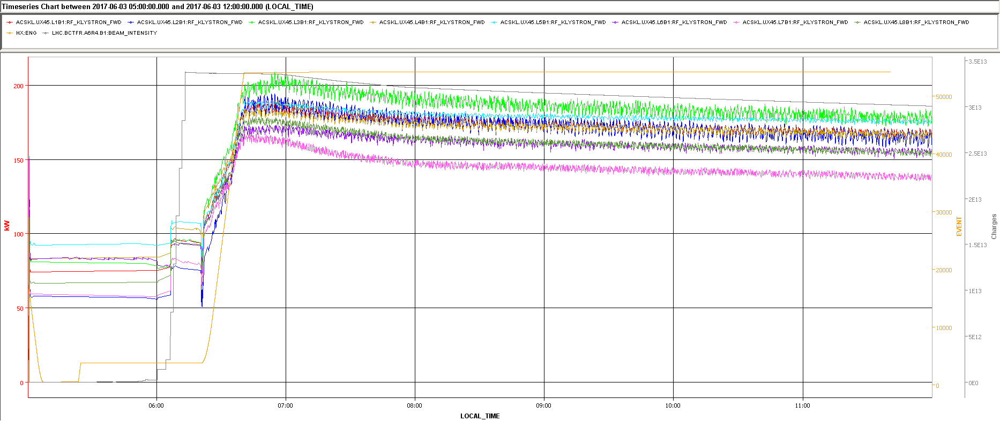 Timeseries Chart between 2017-06-03 05:00:00.000 and 2017-06-03 12:00:00.000 (LOCAL_TIME)
ACSKL.UX45.L1B1:RF_KLYSTRON_FWD ACSKL.UX45.L2B1:RF_KLYSTRON_FWD ACSKL.UX45.L3B1:RF_KLYSTRON_FWD ACSKL.UX45.L4B1:RF_KLYSTRON_FWD ACSKL.UX45.L5B1:RF_KLYSTRON_FWD ACSKL.UX45.L6B1:RF_KLYSTRON_FWD ACSKL.UX45.L7B1:RF_KLYSTRON_FWD ACSKL.UX45.L8B1:RF_KLYSTRON_FWD
HX:ENG LHC.BCTFR.A6R4.B1:BEAM_INTENSITY
kW
200
150
100
50
0
06:00 07:00 08:00 09:00 10:00 11:00
LOCAL_TIME
50000
40000
30000
20000
10000
0
EVENT
3.5E13
3E13
2.5E13
2E13
1.5E13
1E13
5E12
0E0
Charges